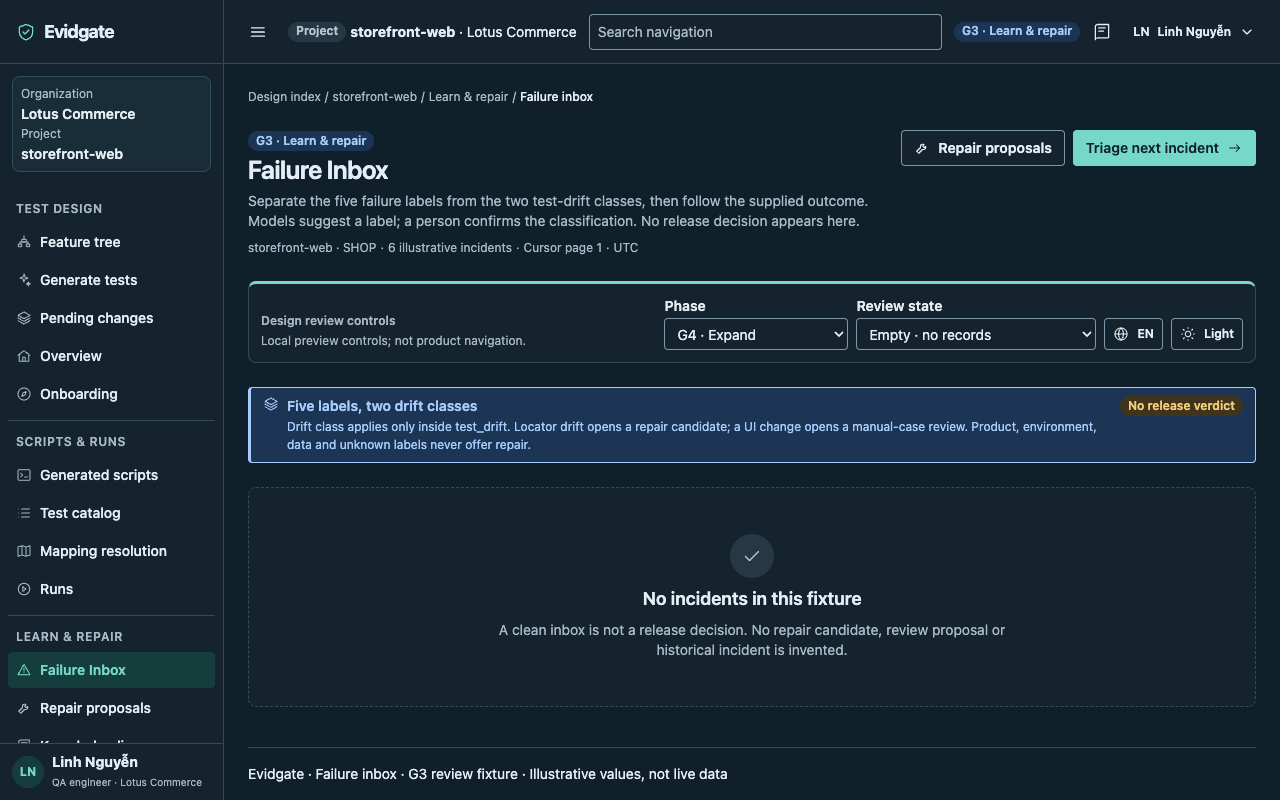 Evidgate
Project storefront-web · Lotus Commerce
Search navigation
G3 · Learn & repair
LN Linh Nguyễn
Organization
Lotus Commerce
Project
storefront-web
TEST DESIGN
Feature tree
Generate tests
Pending changes
Overview
Onboarding
SCRIPTS & RUNS
Generated scripts
Test catalog
Mapping resolution
Runs
LEARN & REPAIR
Failure Inbox
Repair proposals
LN
Linh Nguyễn
QA engineer · Lotus Commerce
Design index / storefront-web / Learn & repair / Failure inbox
G3 · Learn & repair
Failure Inbox
Repair proposals
Triage next incident
Separate the five failure labels from the two test-drift classes, then follow the supplied outcome.
Models suggest a label; a person confirms the classification. No release decision appears here.
storefront-web · SHOP · 6 illustrative incidents · Cursor page 1 · UTC
Design review controls
Local preview controls; not product navigation.
Phase
G4 · Expand
Review state
Empty · no records
EN
Light
Five labels, two drift classes
No release verdict
Drift class applies only inside test_drift. Locator drift opens a repair candidate; a UI change opens a manual-case review. Product, environment,
data and unknown labels never offer repair.
No incidents in this fixture
A clean inbox is not a release decision. No repair candidate, review proposal or
historical incident is invented.
Evidgate · Failure inbox · G3 review fixture · Illustrative values, not live data